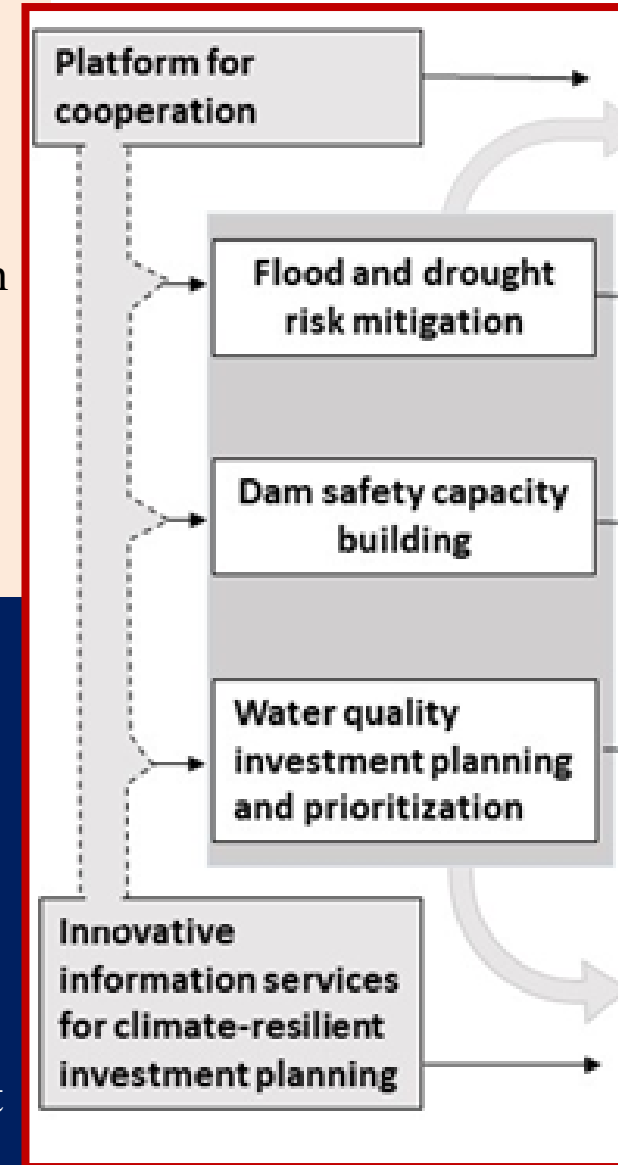 Platform for
cooperation
n
Flood and drought
risk mitigation
Dam safety capacity
building
Water quality
investment planning
and prioritization
Innovative
information services
for climate-resilient
investment planning
t